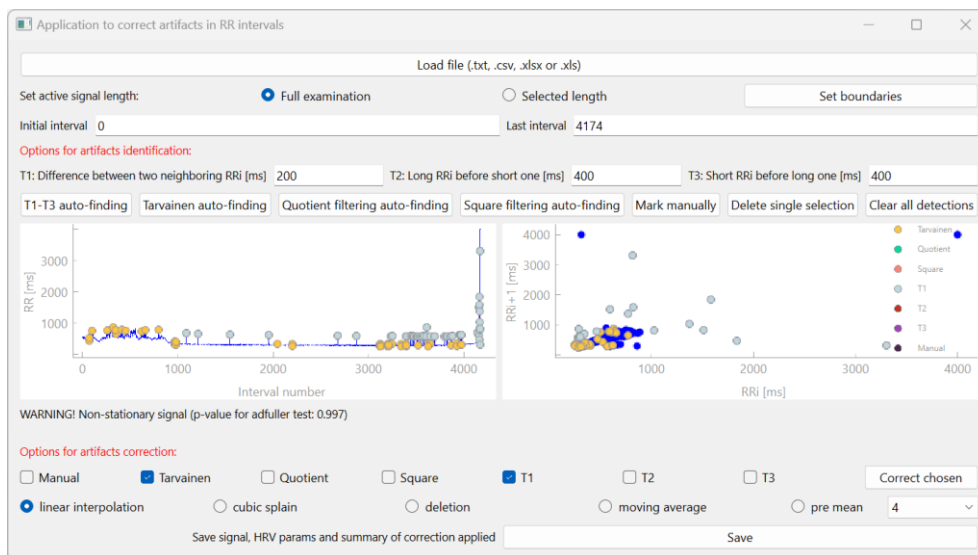 Application to correct artifacts in RR intervals
Load file (.txt, .csv, .xlsx or .xls)
Set active signal length: Full examination Selected length Set boundaries
Initial interval 0 Last interval 4174
Options for artifacts identification:
T1: Difference between two neighboring RRi [ms] 200 T2: Long RRi before short one [ms] 400 T3: Short RRi before long one [ms] 400
T1-T3 auto-finding Tarvainen auto-finding Quotient filtering auto-finding Square filtering auto-finding Mark manually Delete single selection Clear all detections
RR [ms]
3000
2000
1000
0 1000 2000 3000 4000
Interval number
RRi+1 [ms]
4000
3000
2000
1000
0
1000 2000 3000 4000
RRi [ms]
Tarvainen
Quotient
Square
T1
T2
T3
Manual
WARNING! Non-stationary signal (p-value for adfuller test: 0.997)
Options for artifacts correction:
Manual Tarvainen Quotient Square T1 T2 T3 Correct chosen
linear interpolation cubic splain deletion moving average pre mean 4
Save signal, HRV params and summary of correction applied Save